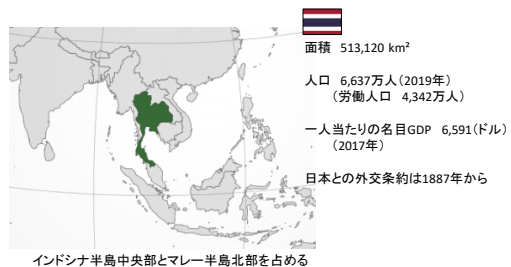 面積 513,120 km²
人口 6,637万人（2019年）
（労働人口 4,342万人）
一人当たりの名目GDP 6,591（ドル）
（2017年）
日本との外交条約は1887年から
インドシナ半島中央部とマレー半島北部を占める